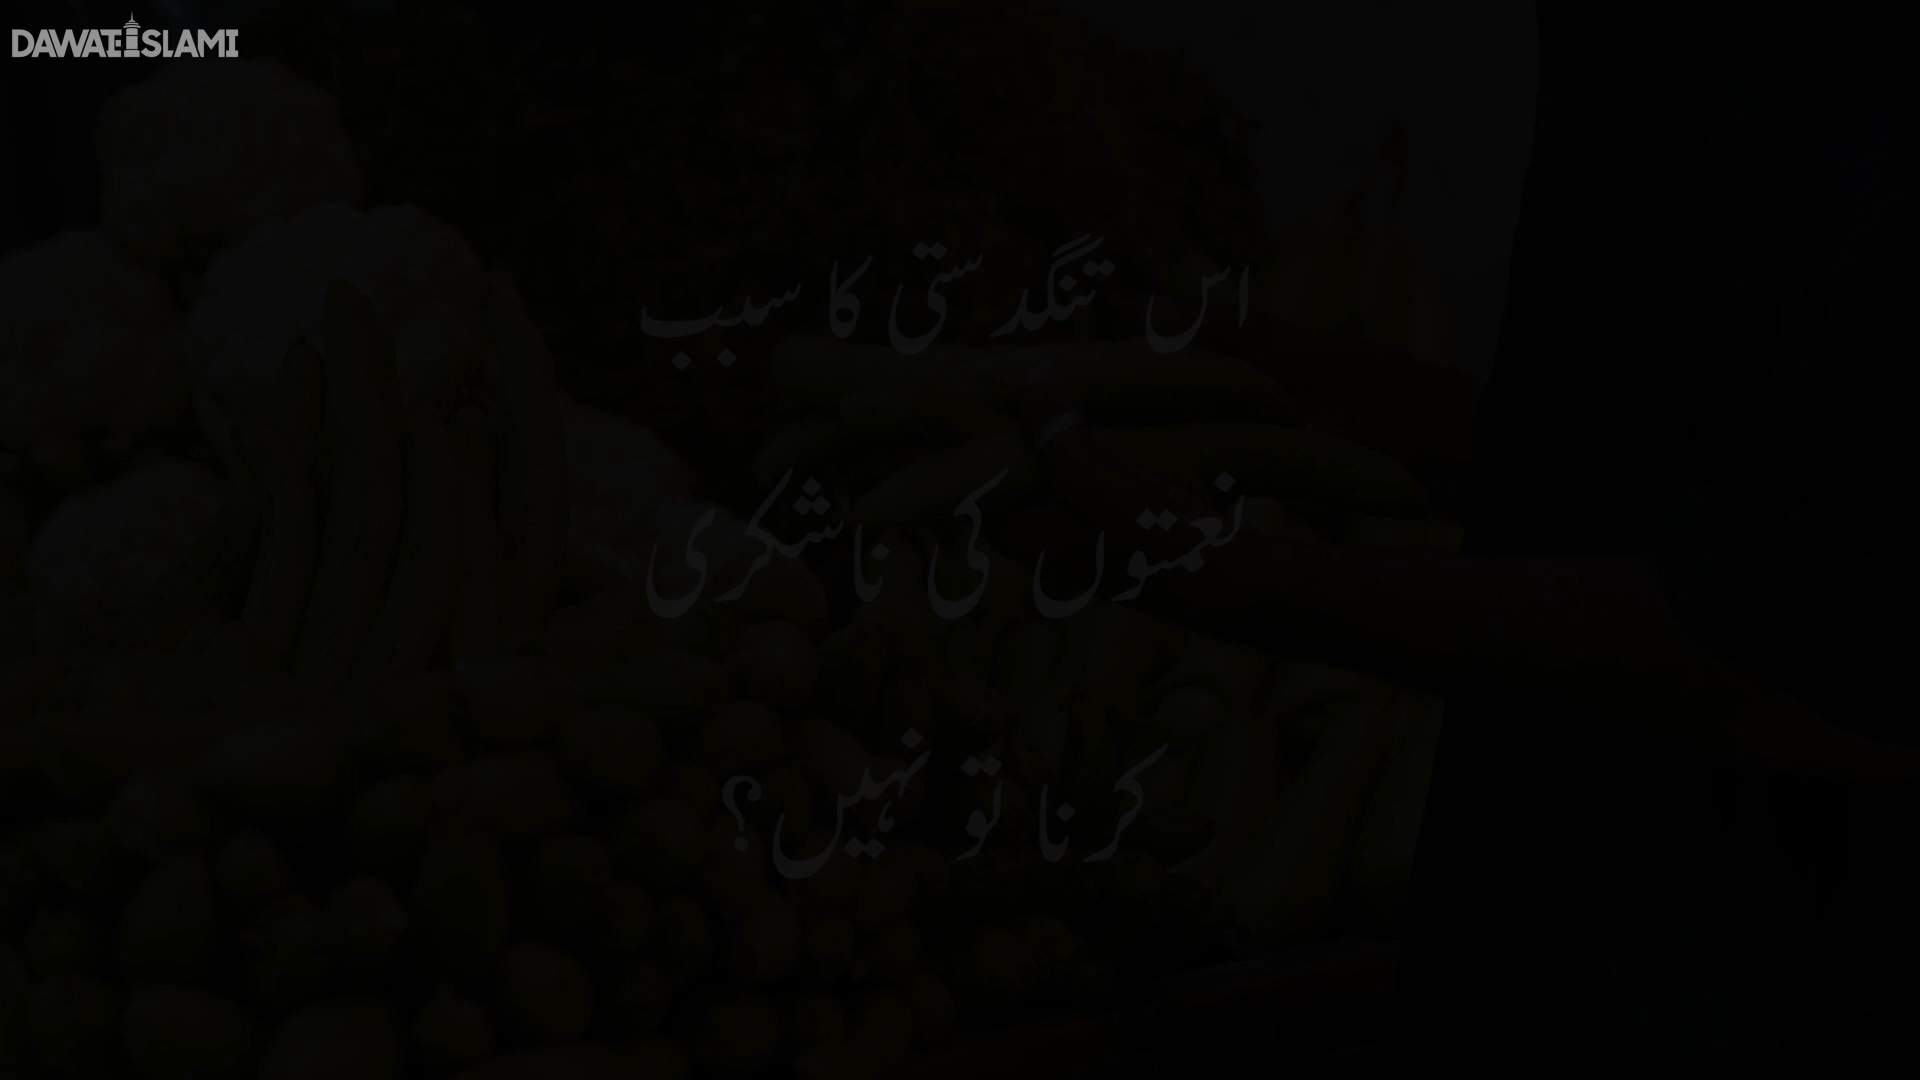 DAWATEISLAMI
اس تنگدستی کا سبب
نعمتوں کی ناشکری
کرنا تو نہیں؟